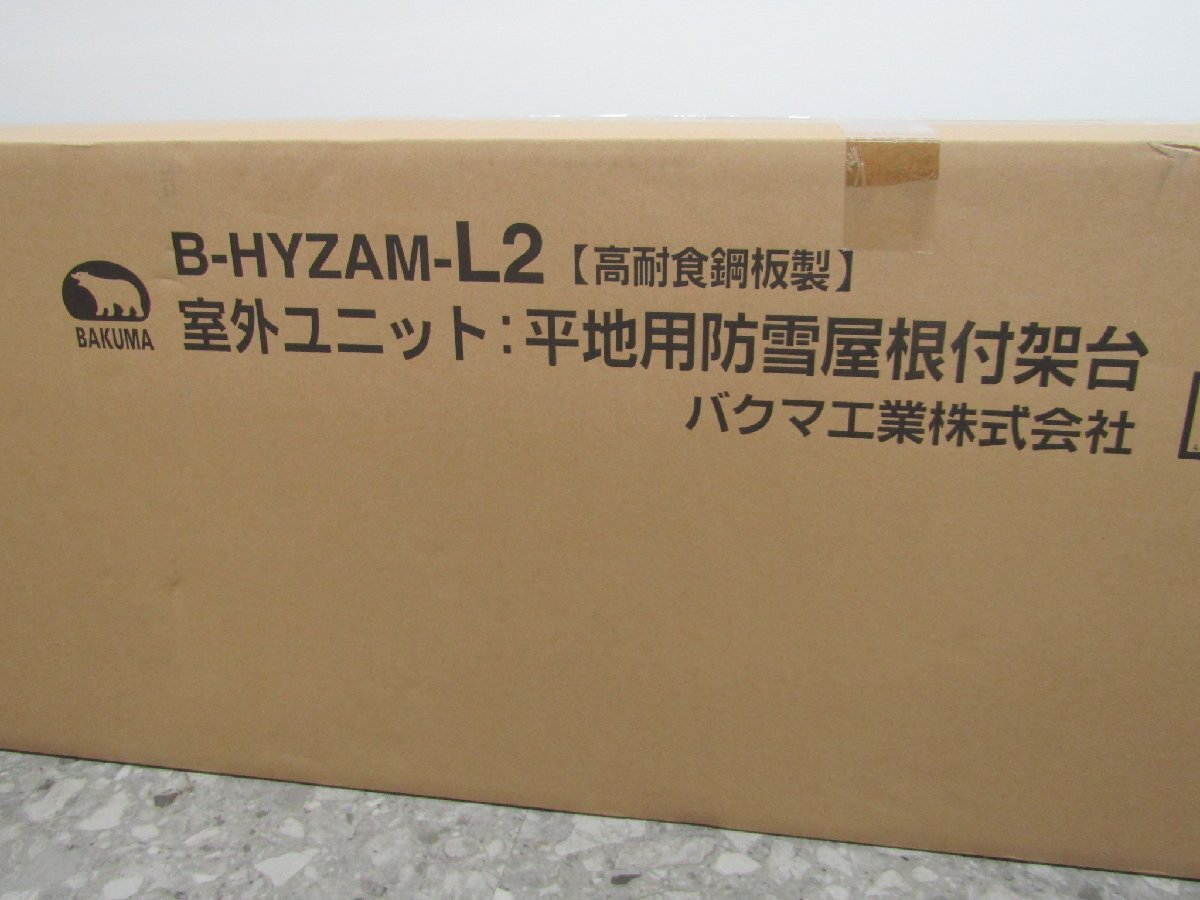 B-HYZAM-L2【高耐食鋼板製】
BAKUMA
室外ユニット:平地用防雪屋根付架台
バクマ工業株式会社